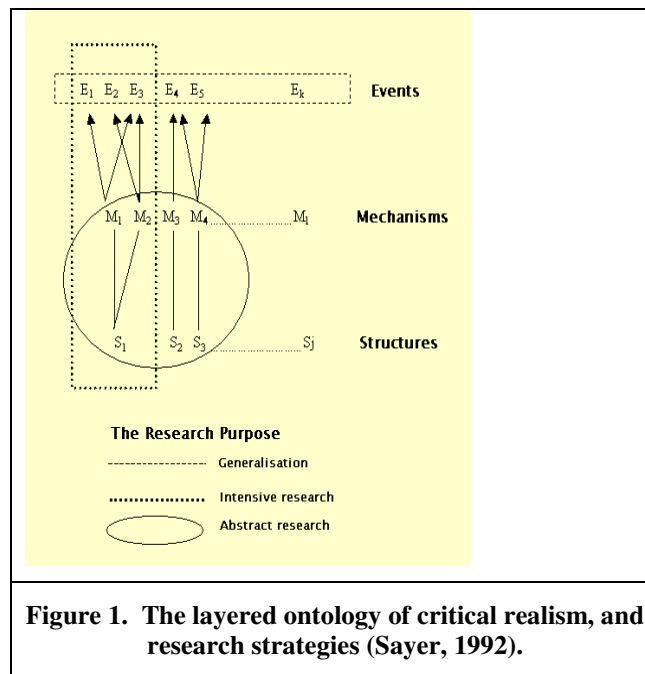 E1 E2 E3 E4 E5 Ek Events
M1 M2 M3 M4 ............... Mi Mechanisms
S1 S2 S3 ............... Sj Structures
The Research Purpose
Generalisation
Intensive research
Abstract research
Figure 1. The layered ontology of critical realism, and
research strategies (Sayer, 1992).